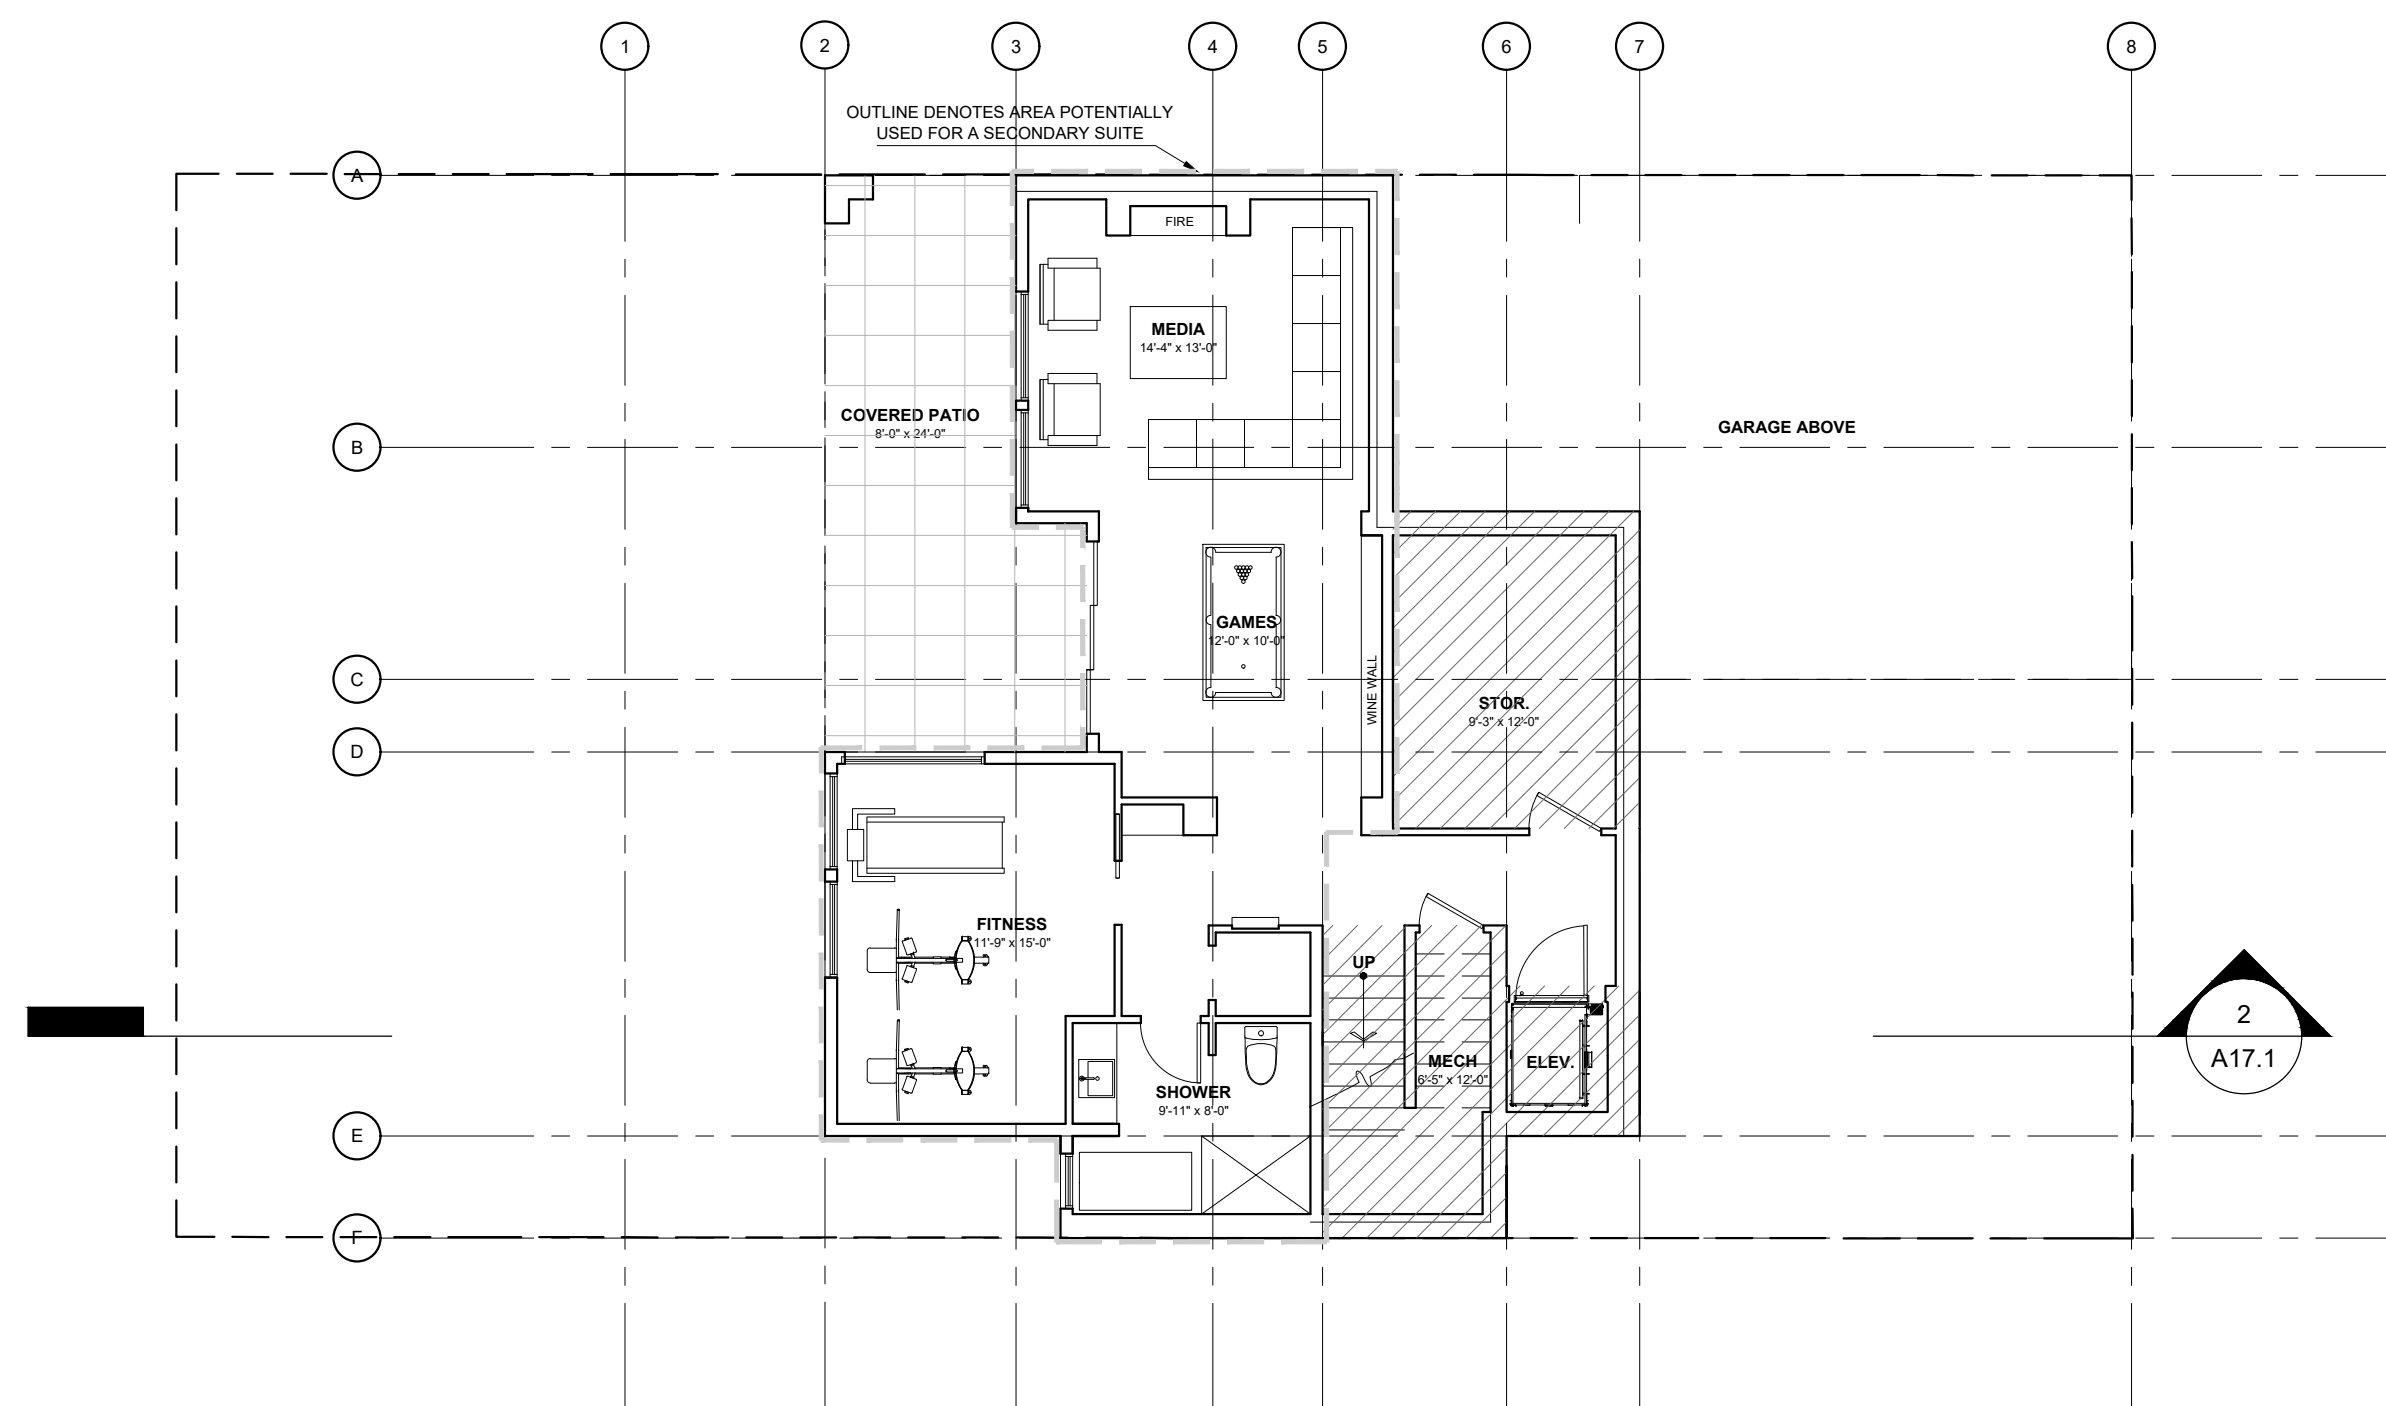 1
2
3
4
5
6
7
8
OUTLINE DENOTES AREA POTENTIALLY
USED FOR A SECONDARY SUITE
A
FIRE
MEDIA
14'-4" x 13'-0"
COVERED PATIO
8'-0" x 24'-0"
GARAGE ABOVE
B
GAMES
12'-0" x 10'-0"
WINE WALL
C
STOR.
9'-3" x 12'-0"
D
FITNESS
11'-9" x 15'-0"
UP
MECH
6'-5" x 12'-0"
ELEV.
2
A17.1
SHOWER
9'-11" x 8'-0"
E
F